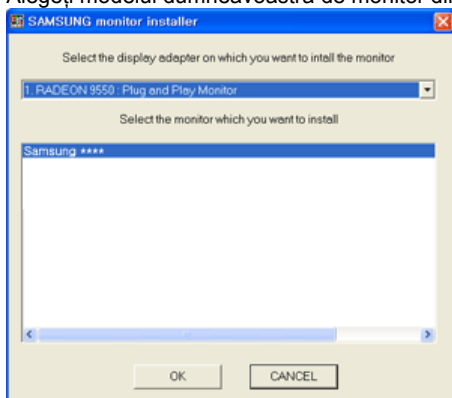 Alegeți modelul dumneavoastră de monitor din
SAMSUNG monitor installer
Select the display adapter on which you want to intall the monitor
1. RADEON 9550 : Plug and Play Monitor
Select the monitor which you want to install
Samsung ****
OK
CANCEL